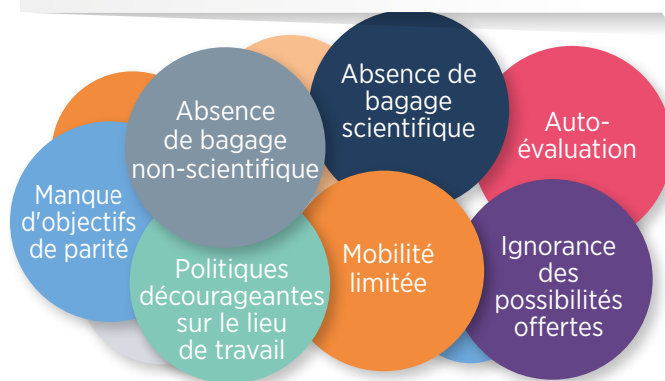 Absence
de bagage
non-scientifique
Absence de
bagage
scientifique
Auto-
évaluation
Manque
d'objectifs
de parité
Politiques
décourageantes
sur le lieu
de travail
Mobilité
limitée
Ignorance
des
possibilités
offertes